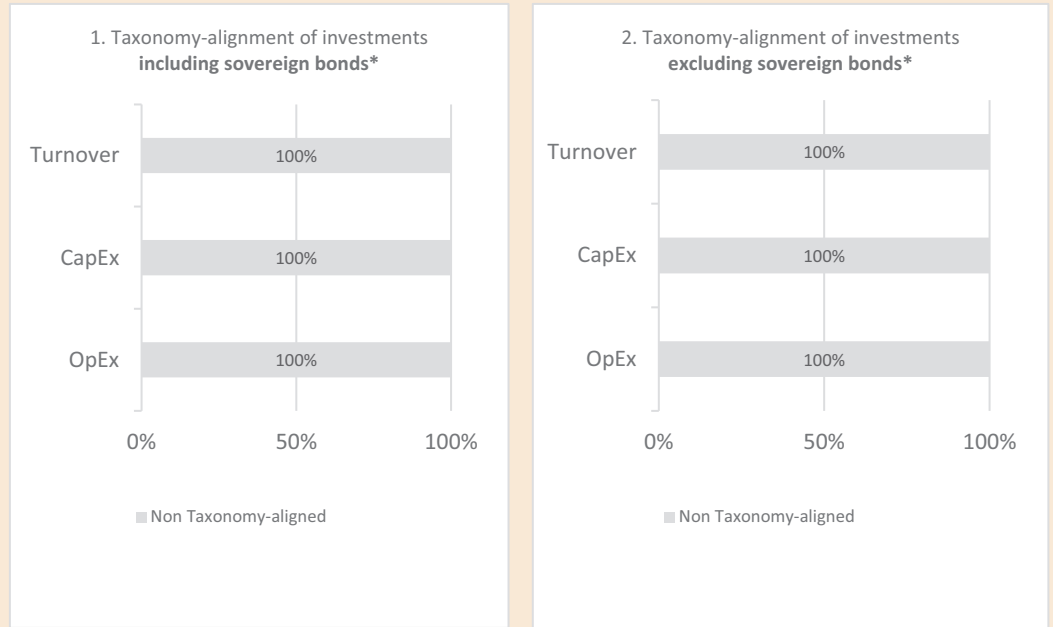 1. Taxonomy-alignment of investments
including sovereign bonds*
Turnover
100%
CapEx
100%
OpEx
100%
0%
50%
100%
Non Taxonomy-aligned
2. Taxonomy-alignment of investments
excluding sovereign bonds*
Turnover
100%
CapEx
100%
OpEx
100%
0%
50%
100%
Non Taxonomy-aligned